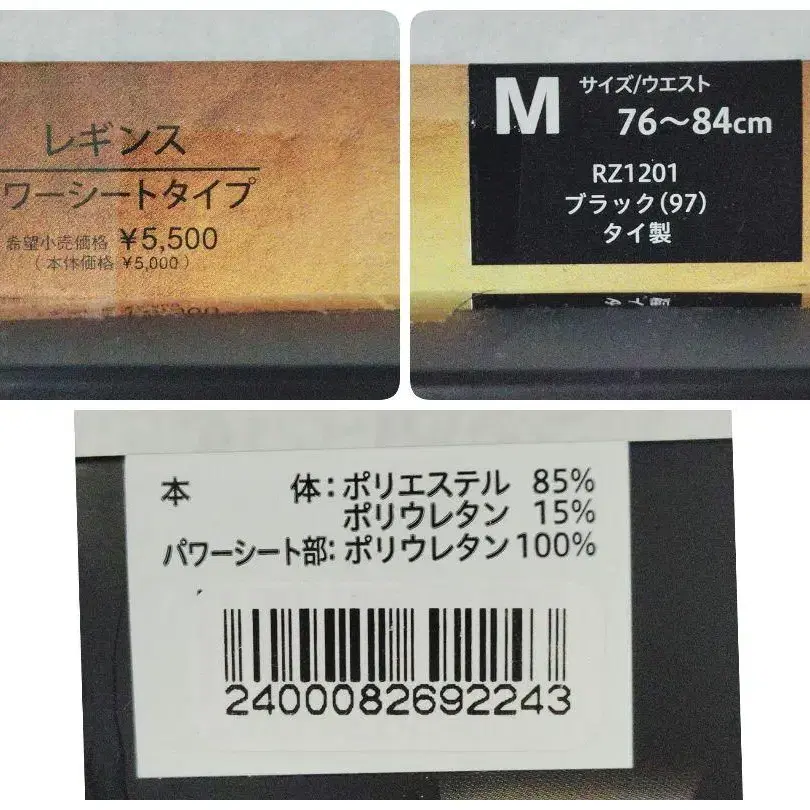 レギンス
ワーシートタイプ
希望小売価格 ¥5,500
(本体価格 ¥5,000)
M サイズ/ウエスト
76〜84cm
RZ1201
ブラック(97)
タイ製
本 体:ポリエステル 85%
ポリウレタン 15%
パワーシート部:ポリウレタン100%
2400082692243